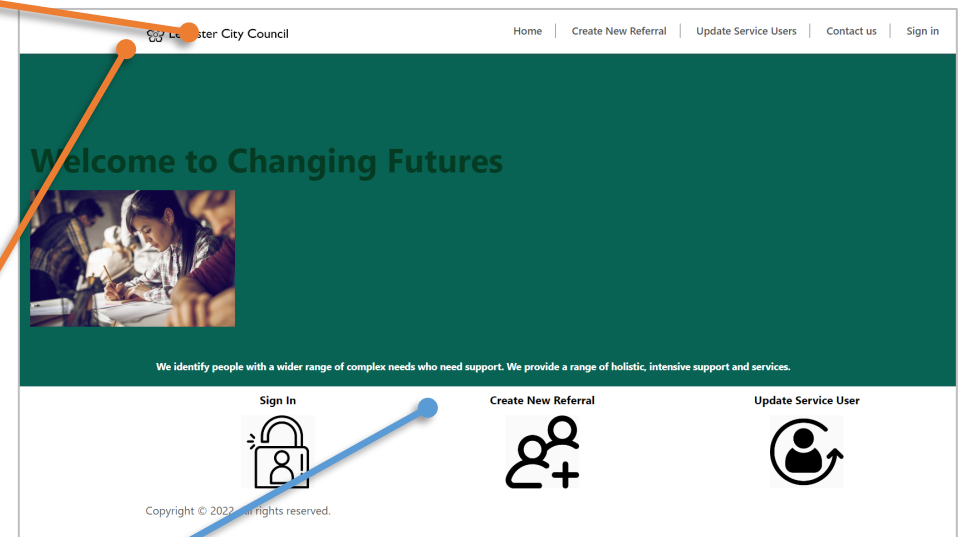 City Council
Home Create New Referral Update Service Users Contact us Sign in
Welcome to Changing Futures
We identify people with a wider range of complex needs who need support. We provide a range of holistic, intensive support and services.
Sign In Create New Referral Update Service User
Copyright © 2022 rights reserved.